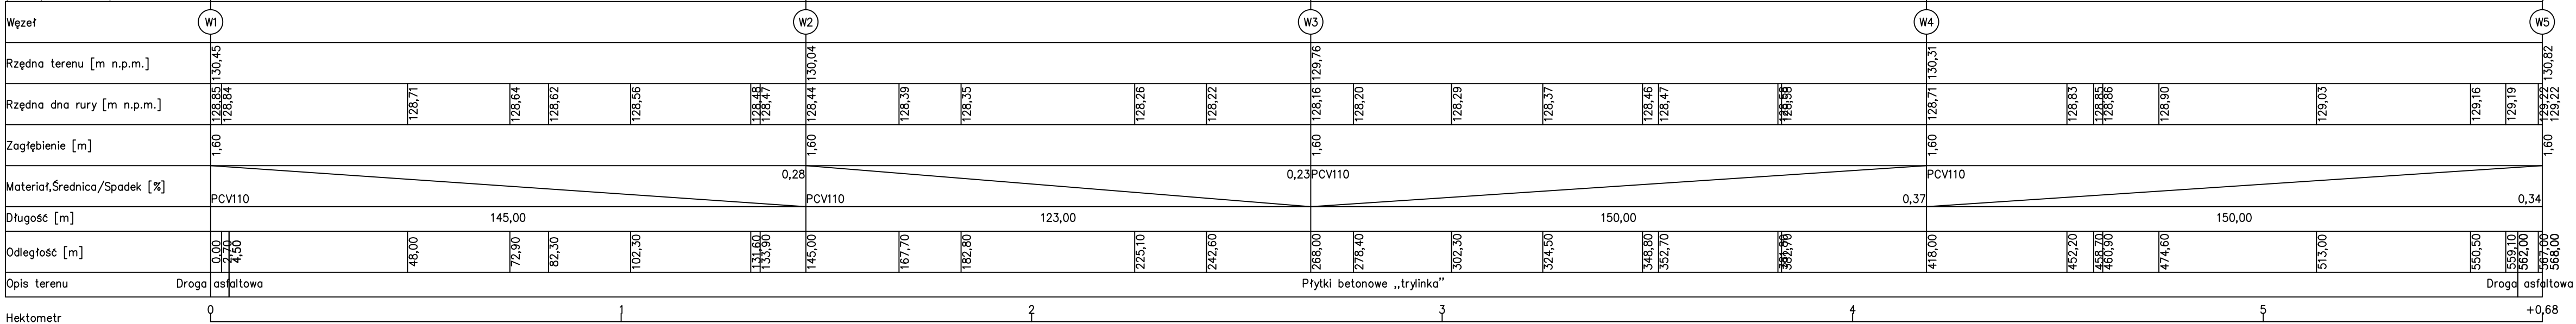 Węzeł W1 W2 W3 W4 W5
Rzędna terenu [m n.p.m.] 130,45 130,04 129,76 130,31 130,82
Rzędna dna rury [m n.p.m.] 128,85 128,84 128,71 128,64 128,62 128,56 128,48 128,47 128,44 128,39 128,35 128,26 128,22 128,16 128,20 128,29 128,37 128,46 128,47 128,58 128,71 128,83 128,85 128,86 128,90 129,03 129,16 129,19 129,22 129,22
Zagłębienie [m] 1,60 1,60 1,60 1,60 1,60
Materiał,Średnica/Spadek [%] PCV110 0,28 PCV110 0,23 PCV110 0,37 PCV110 0,34
Długość [m] 145,00 123,00 150,00 150,00
Odległość [m] 0,00 2,70 4,50 48,00 72,90 82,30 102,30 131,60 133,90 145,00 167,70 182,80 225,10 242,60 268,00 278,40 302,30 324,50 348,80 352,70 418,00 452,20 458,70 460,90 474,60 513,00 550,50 559,10 562,00 567,00 568,00
Opis terenu Droga asfaltowa Płytki betonowe ,,trylinka'' Droga asfaltowa
Hektometr 0 1 2 3 4 5 +0,68